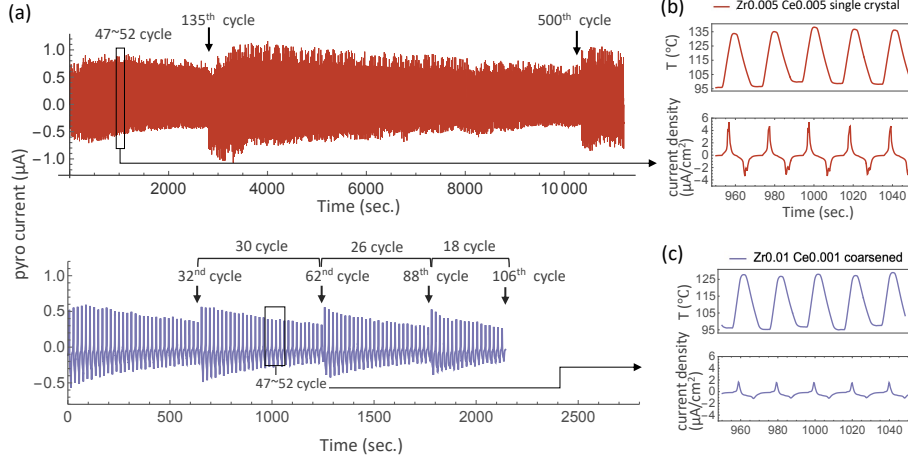 (a)
135th cycle
500th cycle
47~52 cycle
1.0
0.5
0.0
−0.5
−1.0
2000 4000 6000 8000 10000
Time (sec.)
pyro current (μA)
30 cycle 26 cycle 18 cycle
32nd cycle 62nd cycle 88th cycle 106th cycle
1.0
0.5
0.0
-0.5
47~52 cycle
0 500 1000 1500 2000 2500
Time (sec.)
(b)
Zr0.005 Ce0.005 single crystal
T (°C)
135
125
115
105
95
current density
(μA/cm2)
6
4
2
0
−2
−4
960 980 1000 1020 1040
Time (sec.)
(c)
Zr0.01 Ce0.001 coarsened
T (°C)
125
115
105
95
current density
(μA/cm2)
6
4
2
0
−2
−4
960 980 1000 1020 1040